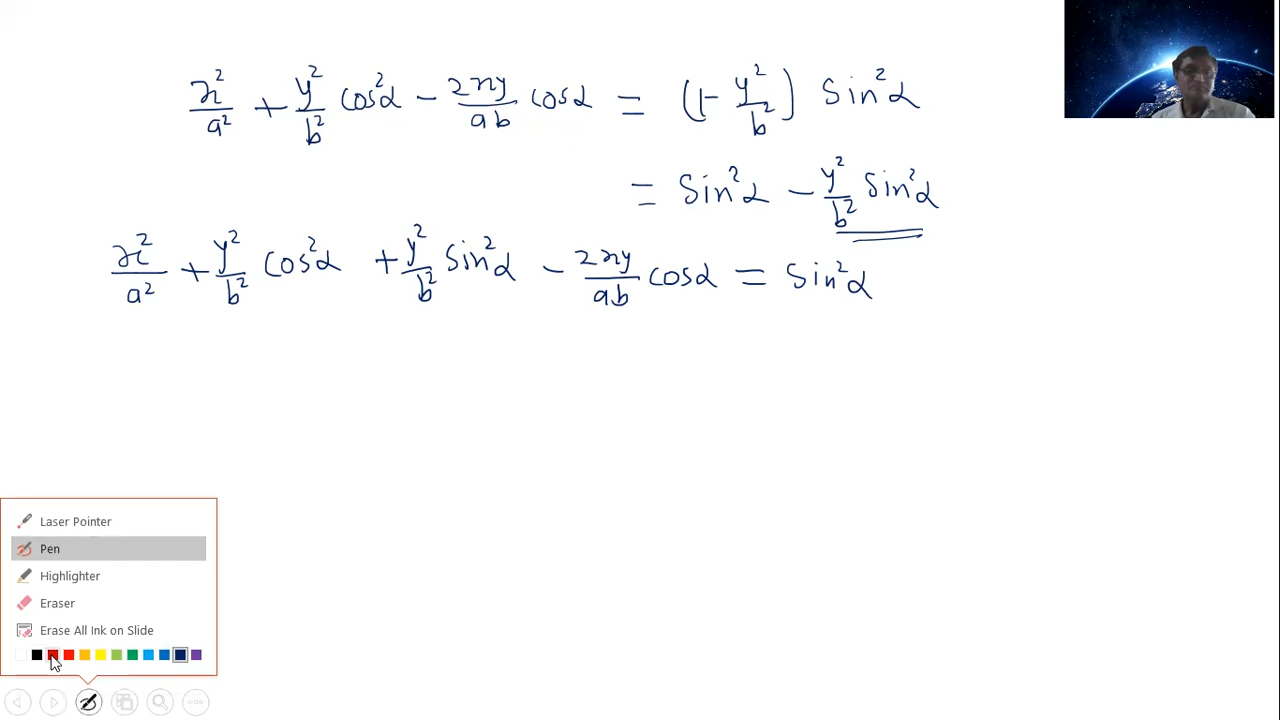 x²/a² + y²/b² cos²α - 2xy/ab cosα = (1- y²/b²) Sin²α
= Sin²α - y²/b² Sin²α
x²/a² + y²/b² cos²α + y²/b² Sin²α - 2xy/ab cosα = Sin²α
Laser Pointer
Pen
Highlighter
Eraser
Erase All Ink on Slide